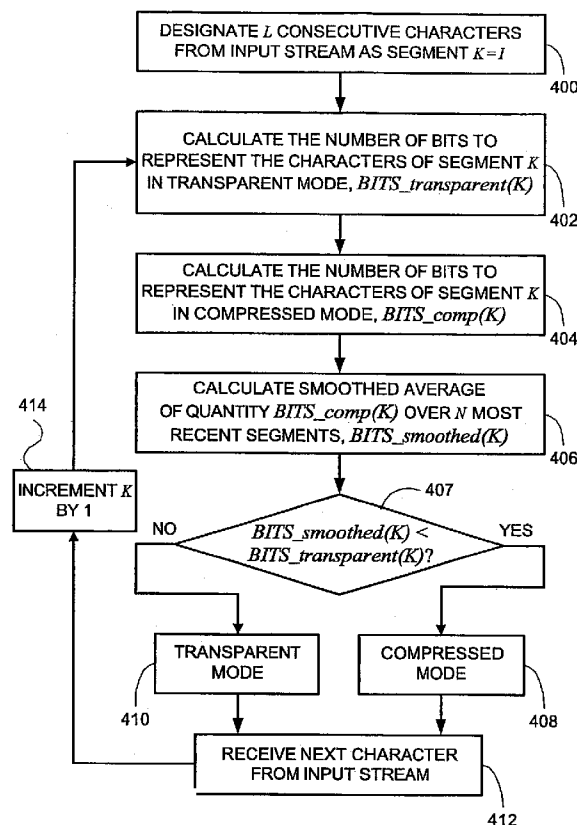 DESIGNATE L CONSECUTIVE CHARACTERS
FROM INPUT STREAM AS SEGMENT K=1
400
CALCULATE THE NUMBER OF BITS TO
REPRESENT THE CHARACTERS OF SEGMENT K
IN TRANSPARENT MODE, BITS_transparent(K)
402
CALCULATE THE NUMBER OF BITS TO
REPRESENT THE CHARACTERS OF SEGMENT K
IN COMPRESSED MODE, BITS_comp(K)
404
CALCULATE SMOOTHED AVERAGE
OF QUANTITY BITS_comp(K) OVER N MOST
RECENT SEGMENTS, BITS_smoothed(K)
406
414
INCREMENT K
BY 1
407
NO
BITS_smoothed(K) <
BITS_transparent(K)?
YES
TRANSPARENT
MODE
410
COMPRESSED
MODE
408
RECEIVE NEXT CHARACTER
FROM INPUT STREAM
412